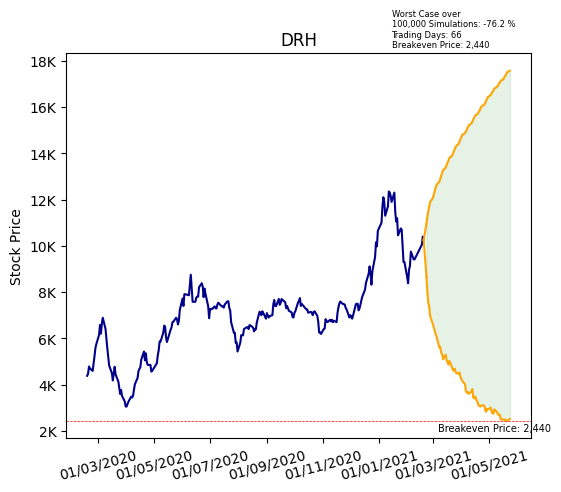 Worst Case over
100,000 Simulations: -76.2 %
Trading Days: 66
Breakeven Price: 2,440
DRH
Stock Price
18K
16K
14K
12K
10K
8K
6K
4K
2K
Breakeven Price: 2,440
01/03/2020
01/05/2020
01/07/2020
01/09/2020
01/11/2020
01/01/2021
01/03/2021
01/05/2021